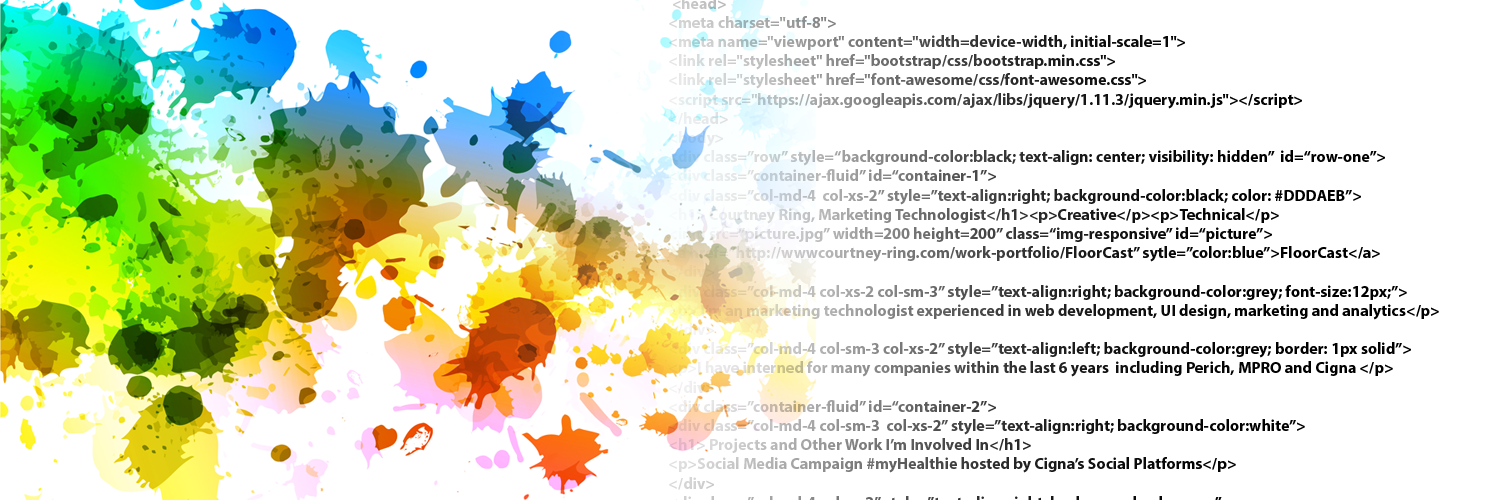 <head>
<meta charset="utf-8">
<meta name="viewport" content="width=device-width, initial-scale=1">
<link rel="stylesheet" href="bootstrap/css/bootstrap.min.css">
<link rel="stylesheet" href="font-awesome/css/font-awesome.css">
<script src="https://ajax.googleapis.com/ajax/libs/jquery/1.11.3/jquery.min.js"></script>
</head>
<body>
<div class=”row” style=“background-color:black; text-align: center; visibility: hidden” id=“row-one”>
<div class=”container-fluid” id=“container-1”>
<div class=”col-md-4 col-xs-2” style=”text-align:right; background-color:black; color: #DDDAEB”>
<h1> Courtney Ring, Marketing Technologist</h1><p>Creative</p><p>Technical</p>
src=“picture.jpg” width=200 height=200” class=“img-responsive” id=“picture”>
“http://wwwcourtney-ring.com/work-portfolio/FloorCast” sytle=”color:blue”>FloorCast</a>
class=”col-md-4 col-xs-2 col-sm-3” style=”text-align:right; background-color:grey; font-size:12px;”>
an marketing technologist experienced in web development, UI design, marketing and analytics</p>
class=”col-md-4 col-sm-3 col-xs-2” style=”text-align:left; background-color:grey; border: 1px solid”>
I have interned for many companies within the last 6 years including Perich, MPRO and Cigna </p>
</div>
<div class=”container-fluid” id=“container-2”>
<div class=”col-md-4 col-sm-3 col-xs-2” style=”text-align:right; background-color:white”>
<h1> Projects and Other Work I’m Involved In</h1>
<p>Social Media Campaign #myHealthie hosted by Cigna’s Social Platforms</p>
</div>